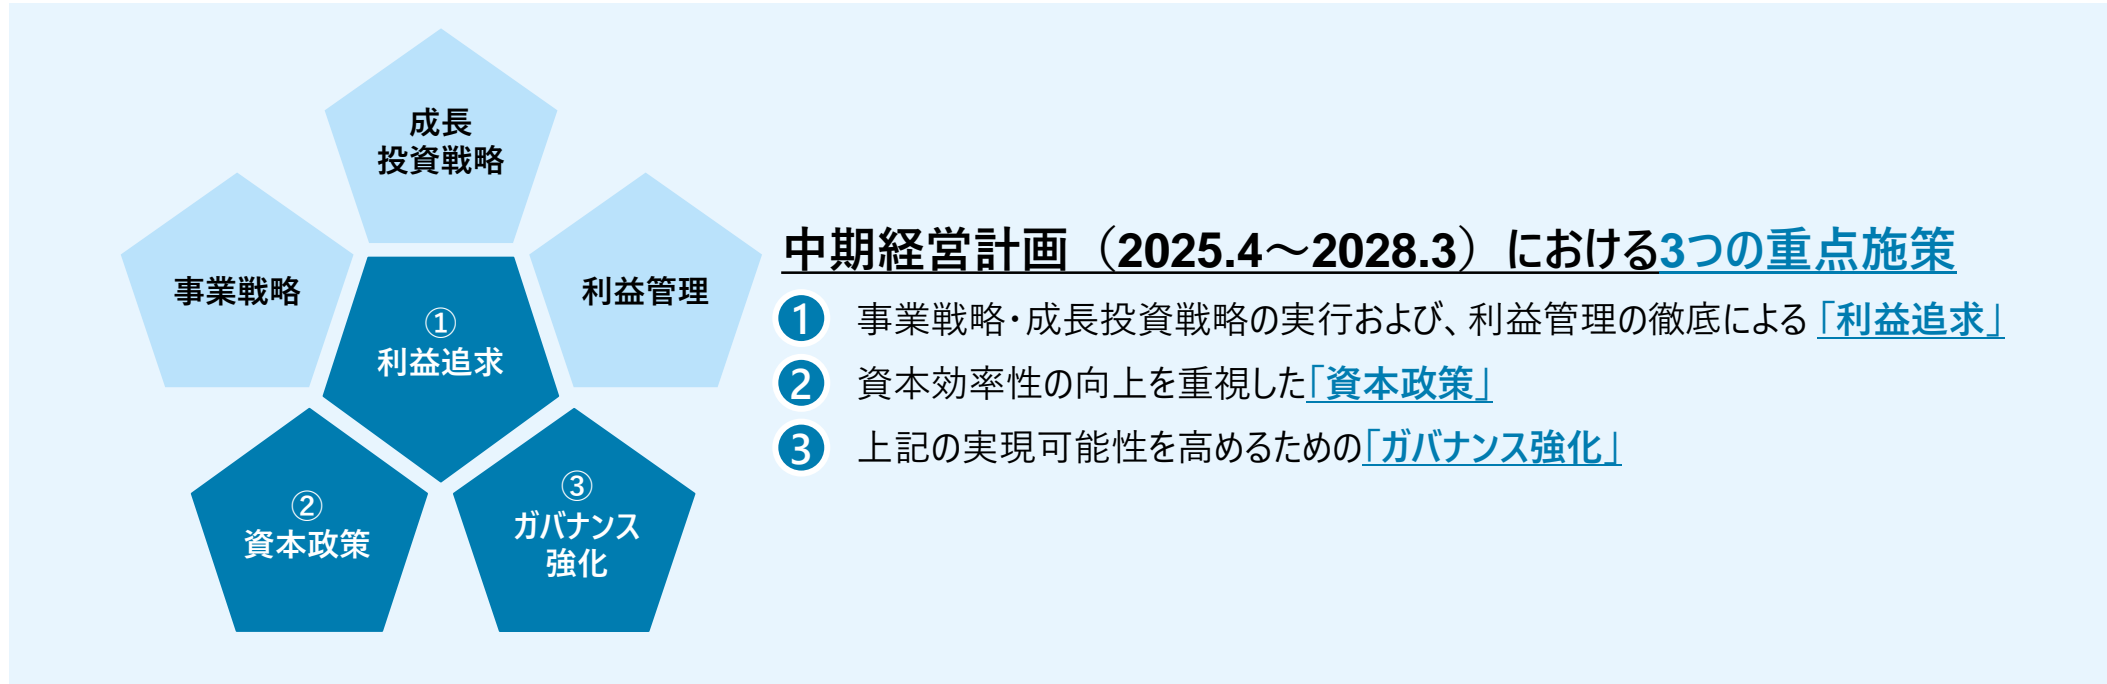 成長
投資戦略
事業戦略
利益管理
①
利益追求
②
資本政策
③
ガバナンス
強化
中期経営計画（2025.4～2028.3）における3つの重点施策
1 事業戦略・成長投資戦略の実行および、利益管理の徹底による「利益追求」
2 資本効率性の向上を重視した「資本政策」
3 上記の実現可能性を高めるための「ガバナンス強化」